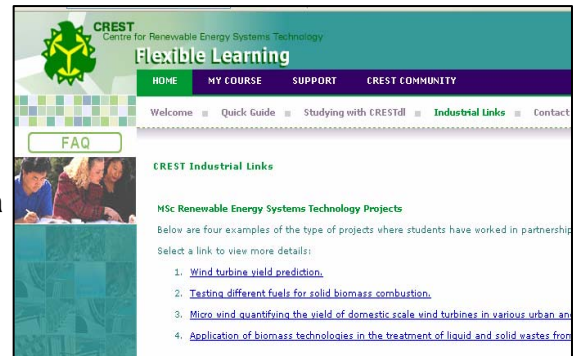 CREST
Centre for Renewable Energy Systems Technology
Flexible Learning
HOME MY COURSE SUPPORT CREST COMMUNITY
Welcome Quick Guide Studying with CRESTdl Industrial Links Contact
FAQ
CREST Industrial Links
MSc Renewable Energy Systems Technology Projects
Below are four examples of the type of projects where students have worked in partnership
Select a link to view more details:
1. Wind turbine yield prediction.
2. Testing different fuels for solid biomass combustion.
3. Micro wind quantifying the yield of domestic scale wind turbines in various urban an
4. Application of biomass technologies in the treatment of liquid and solid wastes from